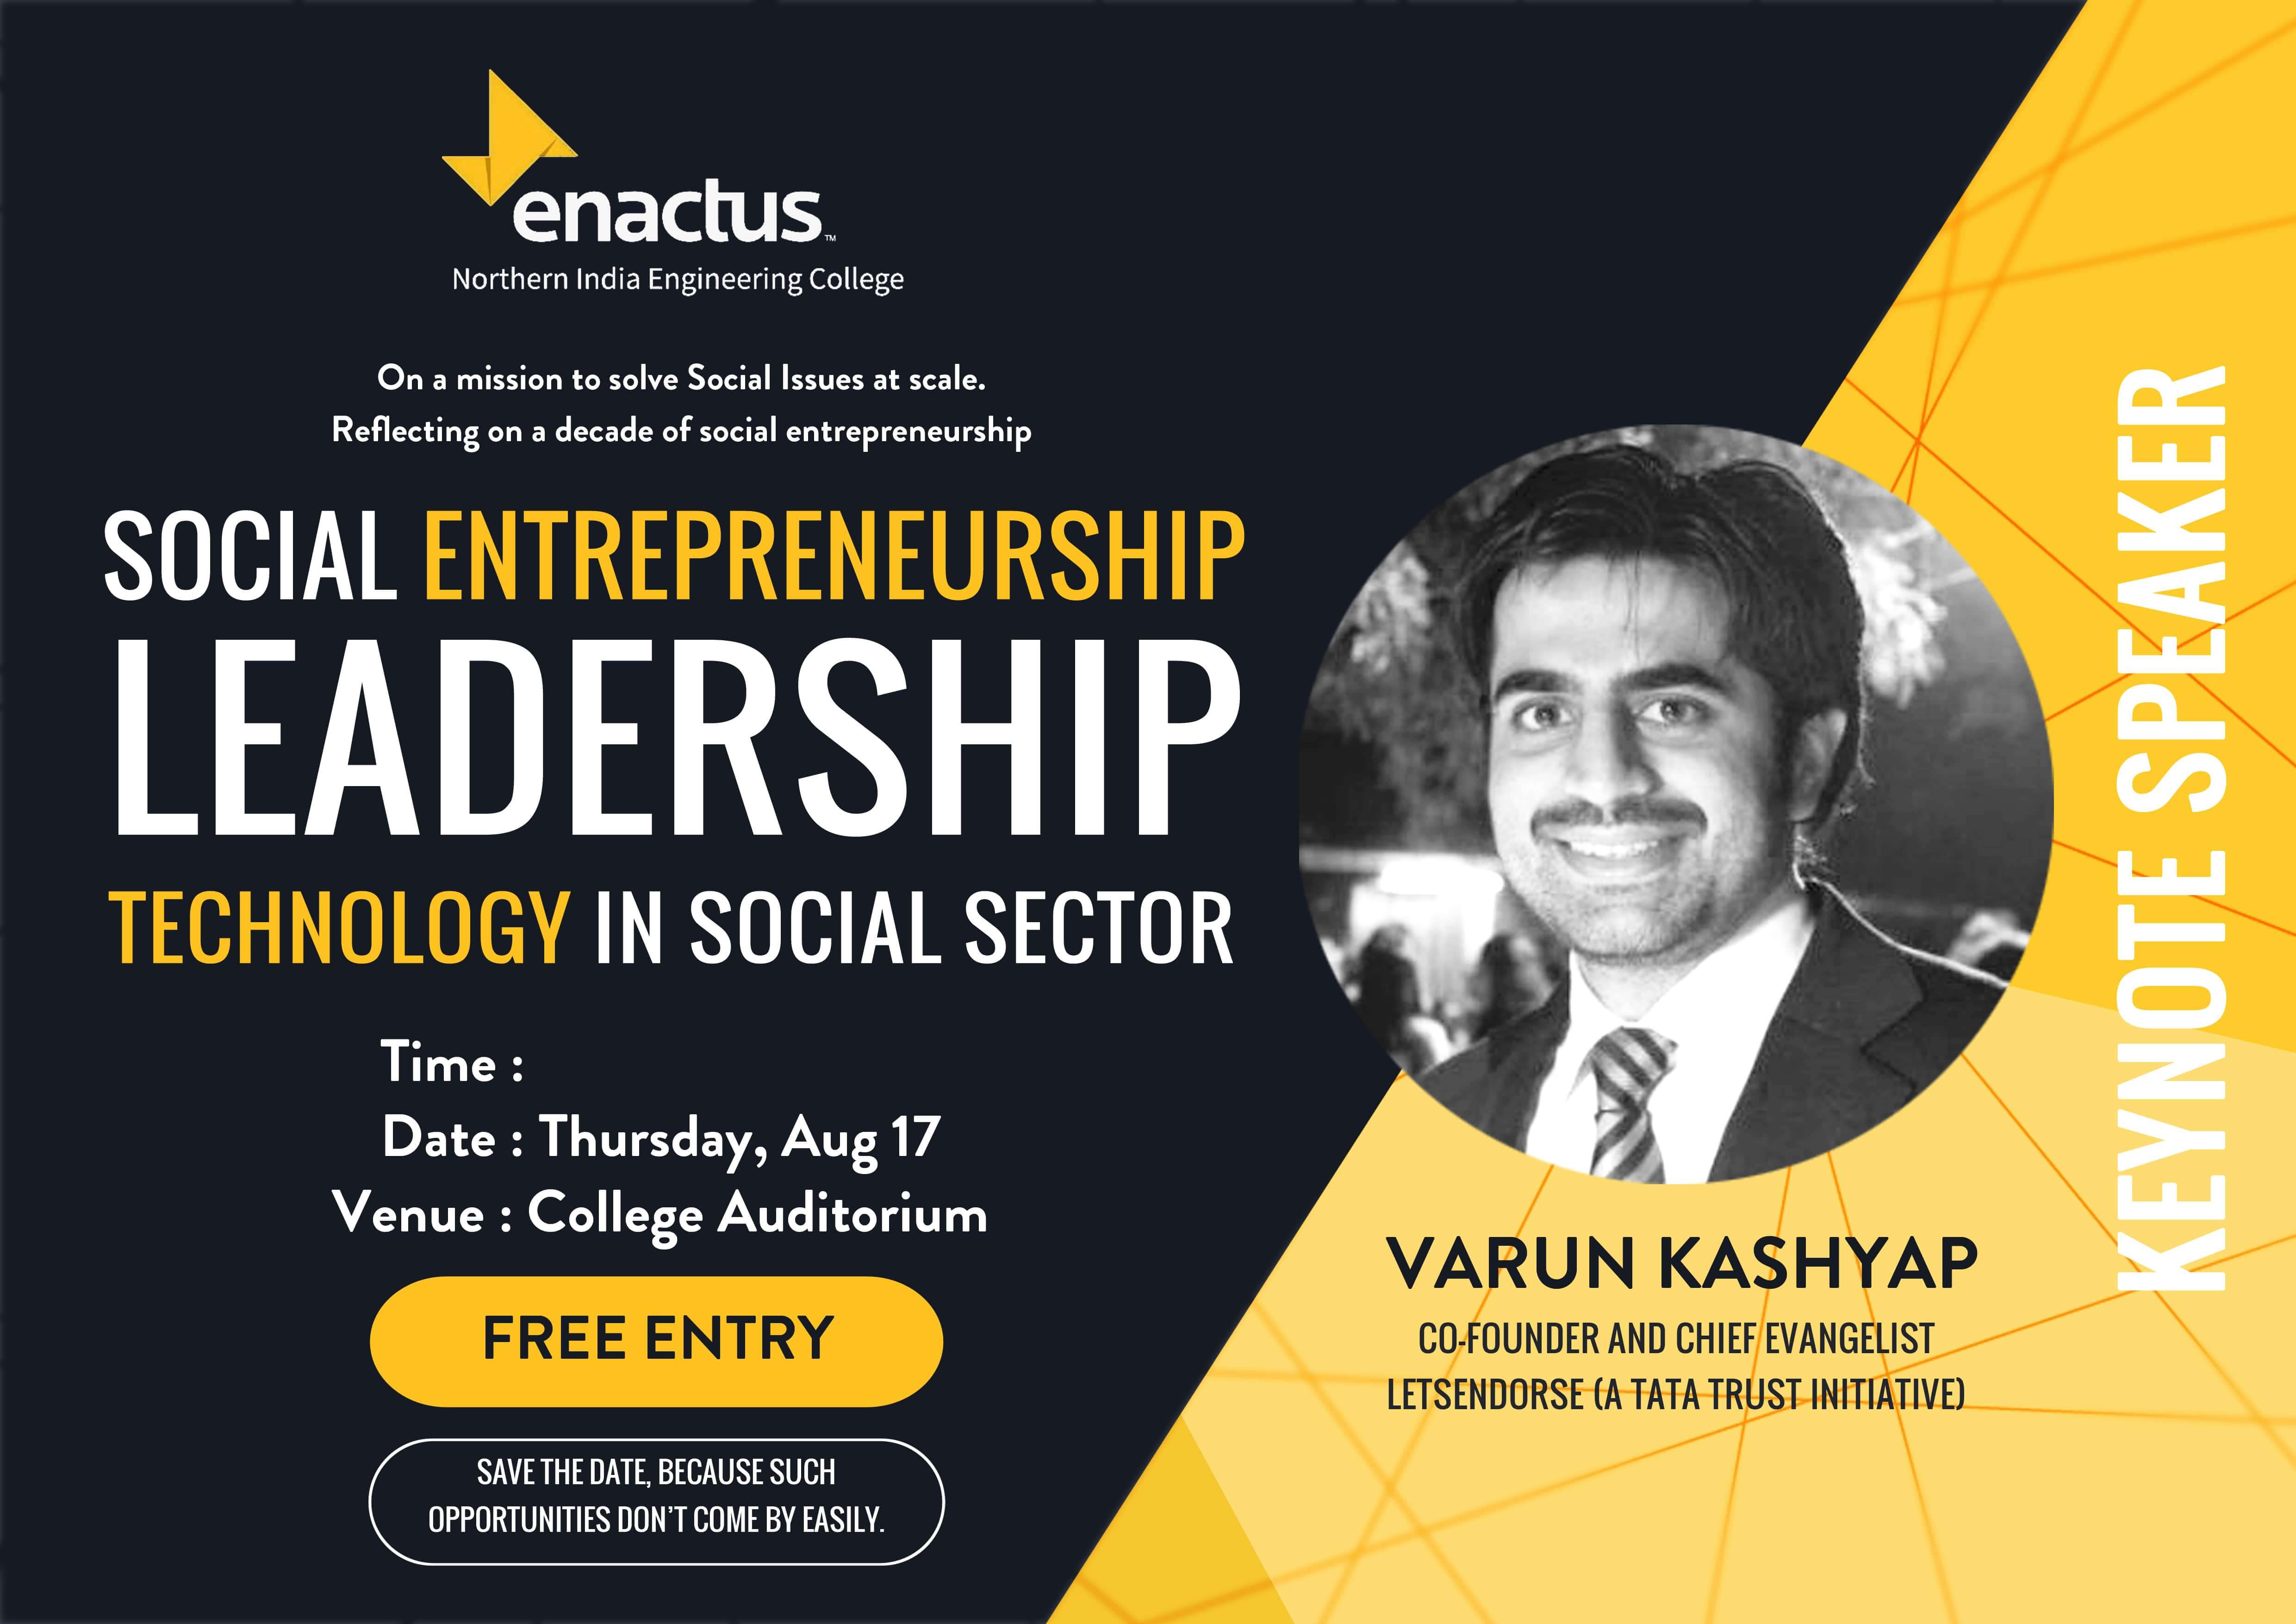 enactus™
Northern India Engineering College
On a mission to solve Social Issues at scale.
Reflecting on a decade of social entrepreneurship
SOCIAL ENTREPRENEURSHIP
LEADERSHIP
TECHNOLOGY IN SOCIAL SECTOR
Time :
Date : Thursday, Aug 17
Venue : College Auditorium
FREE ENTRY
SAVE THE DATE, BECAUSE SUCH
OPPORTUNITIES DON'T COME BY EASILY.
VARUN KASHYAP
CO-FOUNDER AND CHIEF EVANGELIST
LETSENDORSE (A TATA TRUST INITIATIVE)
KEYNOTE SPEAKER